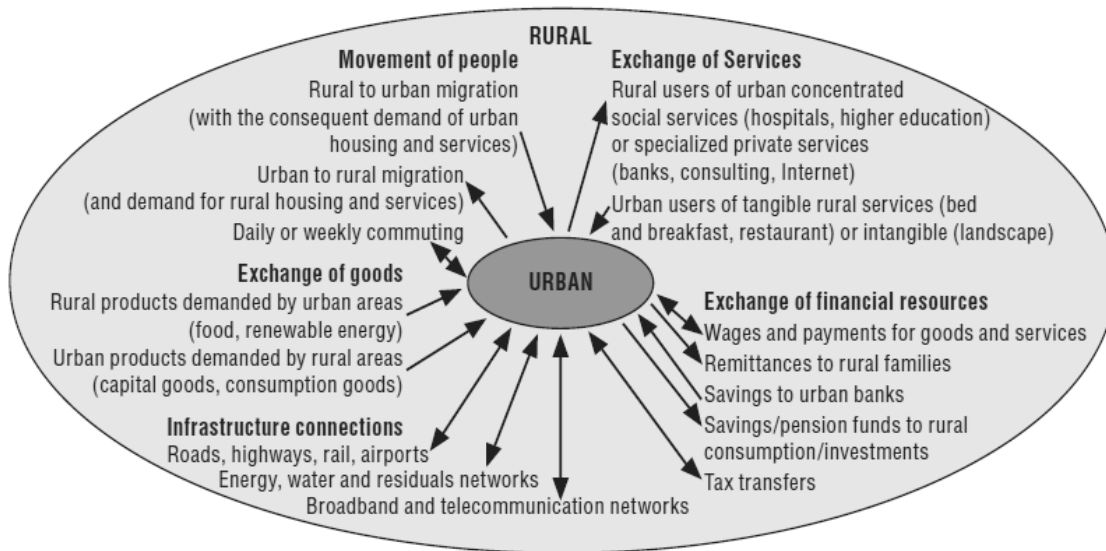 RURAL
Movement of people
Rural to urban migration
(with the consequent demand of urban
housing and services)
Urban to rural migration
(and demand for rural housing and services)
Daily or weekly commuting
Exchange of goods
Rural products demanded by urban areas
(food, renewable energy)
Urban products demanded by rural areas
(capital goods, consumption goods)
Infrastructure connections
Roads, highways, rail, airports
Energy, water and residuals networks
Broadband and telecommunication networks
URBAN
Exchange of Services
Rural users of urban concentrated
social services (hospitals, higher education)
or specialized private services
(banks, consulting, Internet)
Urban users of tangible rural services (bed
and breakfast, restaurant) or intangible (landscape)
Exchange of financial resources
Wages and payments for goods and services
Remittances to rural families
Savings to urban banks
Savings/pension funds to rural
consumption/investments
Tax transfers